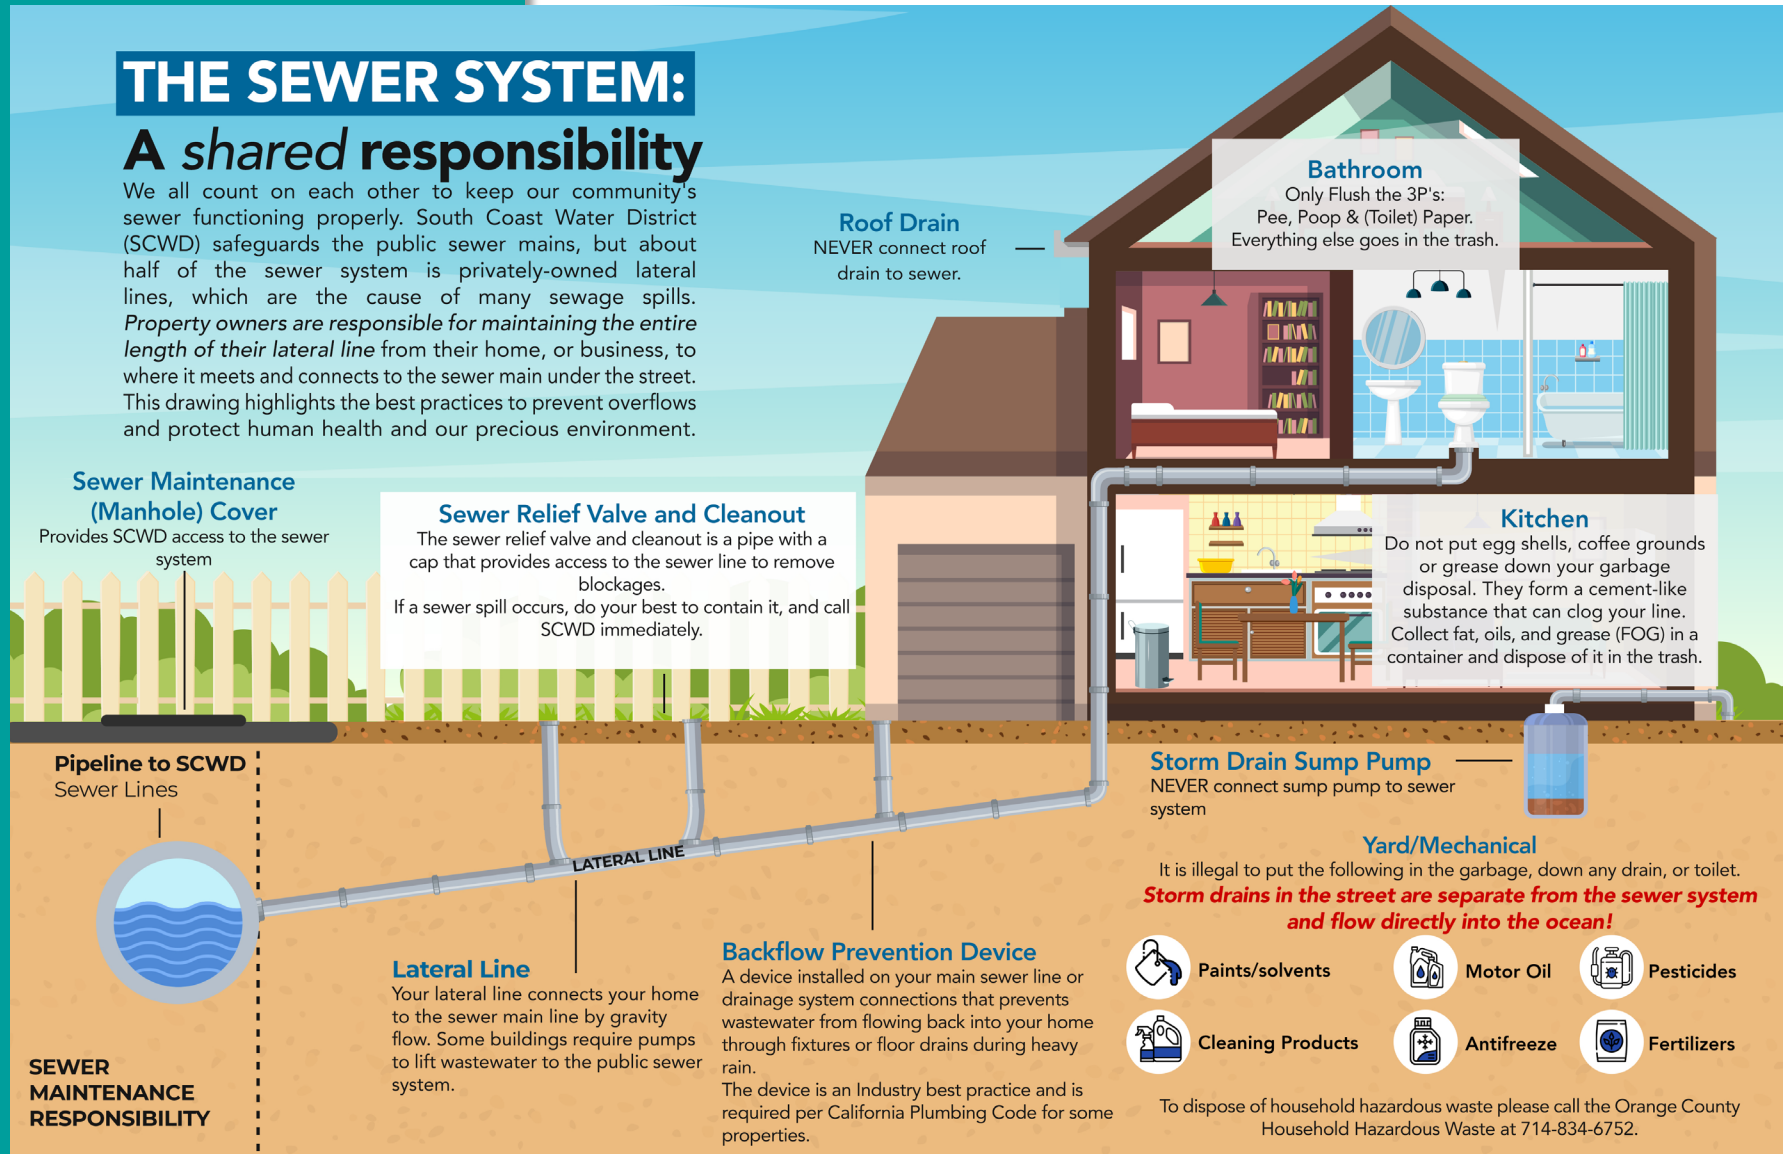 THE SEWER SYSTEM:
A shared responsibility
We all count on each other to keep our community's
sewer functioning properly. South Coast Water District
(SCWD) safeguards the public sewer mains, but about
half of the sewer system is privately-owned lateral
lines, which are the cause of many sewage spills.
Property owners are responsible for maintaining the entire
length of their lateral line from their home, or business, to
where it meets and connects to the sewer main under the street.
This drawing highlights the best practices to prevent overflows
and protect human health and our precious environment.
Roof Drain
NEVER connect roof
drain to sewer.
Bathroom
Only Flush the 3P's:
Pee, Poop & (Toilet) Paper.
Everything else goes in the trash.
Sewer Maintenance
(Manhole) Cover
Provides SCWD access to the sewer
system
Sewer Relief Valve and Cleanout
The sewer relief valve and cleanout is a pipe with a
cap that provides access to the sewer line to remove
blockages.
If a sewer spill occurs, do your best to contain it, and call
SCWD immediately.
Kitchen
Do not put egg shells, coffee grounds
or grease down your garbage
disposal. They form a cement-like
substance that can clog your line.
Collect fat, oils, and grease (FOG) in a
container and dispose of it in the trash.
Pipeline to SCWD
Sewer Lines
LATERAL LINE
Storm Drain Sump Pump
NEVER connect sump pump to sewer
system
Lateral Line
Your lateral line connects your home
to the sewer main line by gravity
flow. Some buildings require pumps
to lift wastewater to the public sewer
system.
Backflow Prevention Device
A device installed on your main sewer line or
drainage system connections that prevents
wastewater from flowing back into your home
through fixtures or floor drains during heavy
rain.
The device is an Industry best practice and is
required per California Plumbing Code for some
properties.
Yard/Mechanical
It is illegal to put the following in the garbage, down any drain, or toilet.
Storm drains in the street are separate from the sewer system
and flow directly into the ocean!
Paints/solvents
Motor Oil
Pesticides
Cleaning Products
Antifreeze
Fertilizers
To dispose of household hazardous waste please call the Orange County
Household Hazardous Waste at 714-834-6752.
SEWER
MAINTENANCE
RESPONSIBILITY